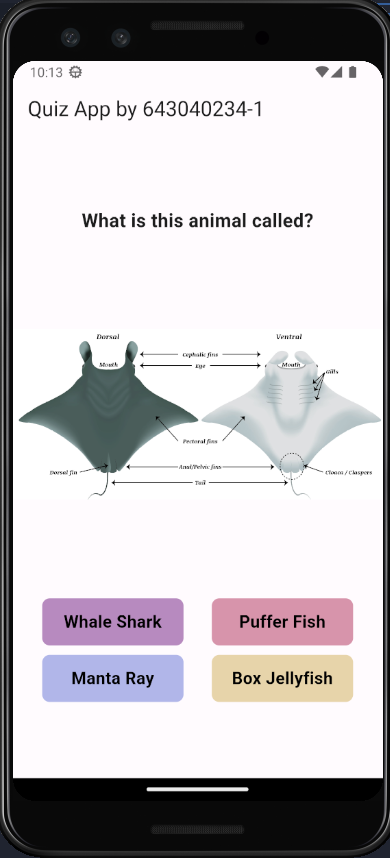 10:13
Quiz App by 643040234-1
What is this animal called?
Dorsal Ventral
Cephalic fins
Mouth Eye Mouth
Gills
Pectoral fins
Dorsal fin Anal/Pelvic fins Cloaca / Claspers
Tail
Whale Shark Puffer Fish
Manta Ray Box Jellyfish